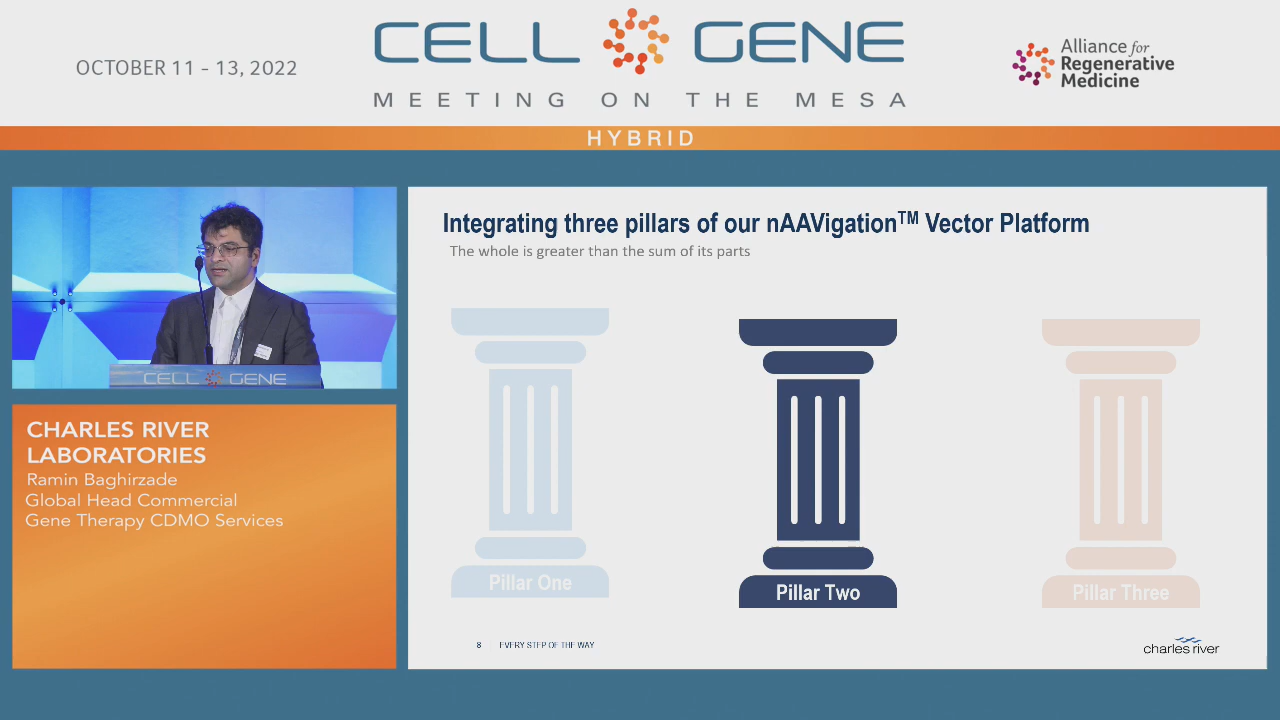 OCTOBER 11 - 13, 2022
CELL GENE
MEETING ON THE MESA
Alliance for
Regenerative
Medicine
HYBRID
CELL GENE
CHARLES RIVER
LABORATORIES
Ramin Baghirzade
Global Head Commercial
Gene Therapy CDMO Services
Integrating three pillars of our nAAVigation™ Vector Platform
The whole is greater than the sum of its parts
Pillar One
Pillar Two
Pillar Three
8 EVERY STEP OF THE WAY
charles river